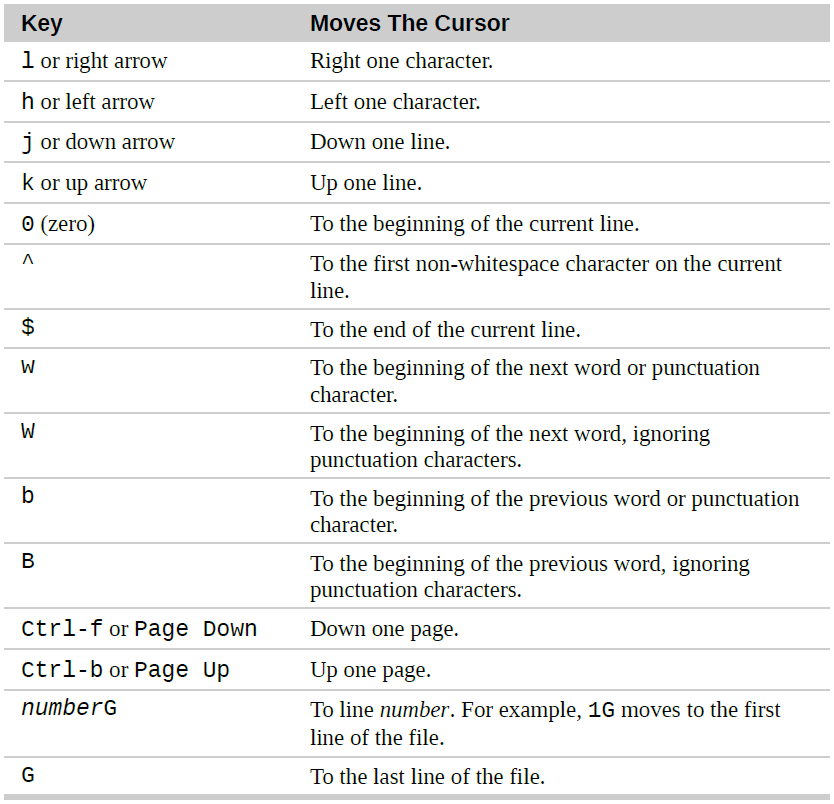 Key Moves The Cursor
l or right arrow Right one character.
h or left arrow Left one character.
j or down arrow Down one line.
k or up arrow Up one line.
0 (zero) To the beginning of the current line.
^ To the first non-whitespace character on the current
line.
$ To the end of the current line.
w To the beginning of the next word or punctuation
character.
W To the beginning of the next word, ignoring
punctuation characters.
b To the beginning of the previous word or punctuation
character.
B To the beginning of the previous word, ignoring
punctuation characters.
Ctrl-f or Page Down Down one page.
Ctrl-b or Page Up Up one page.
numberG To line number. For example, 1G moves to the first
line of the file.
G To the last line of the file.